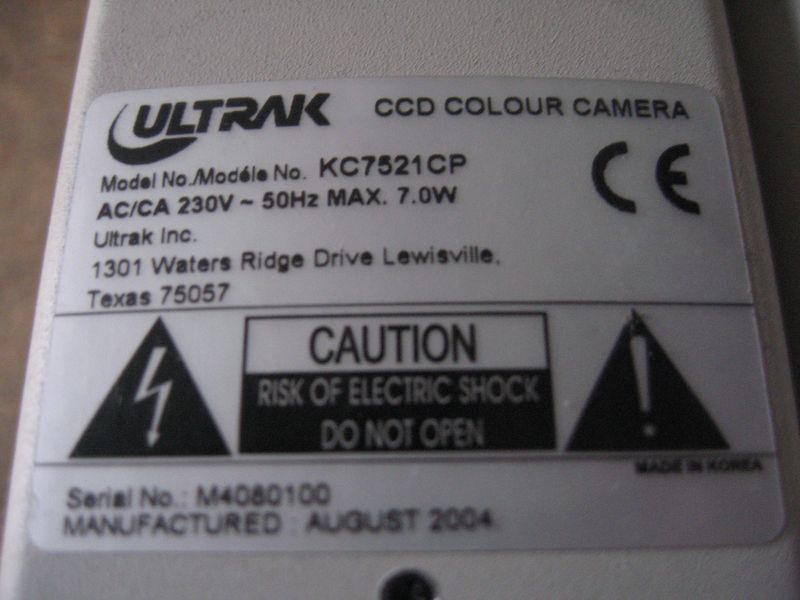 ULTRAK CCD COLOUR CAMERA
Model No./Modéle No. KC7521CP
AC/CA 230V ~ 50Hz MAX. 7.0W
CE
Ultrak Inc.
1301 Waters Ridge Drive Lewisville,
Texas 75057
CAUTION
RISK OF ELECTRIC SHOCK
DO NOT OPEN
MADE IN KOREA
Serial No.: M4080100
MANUFACTURED : AUGUST 2004